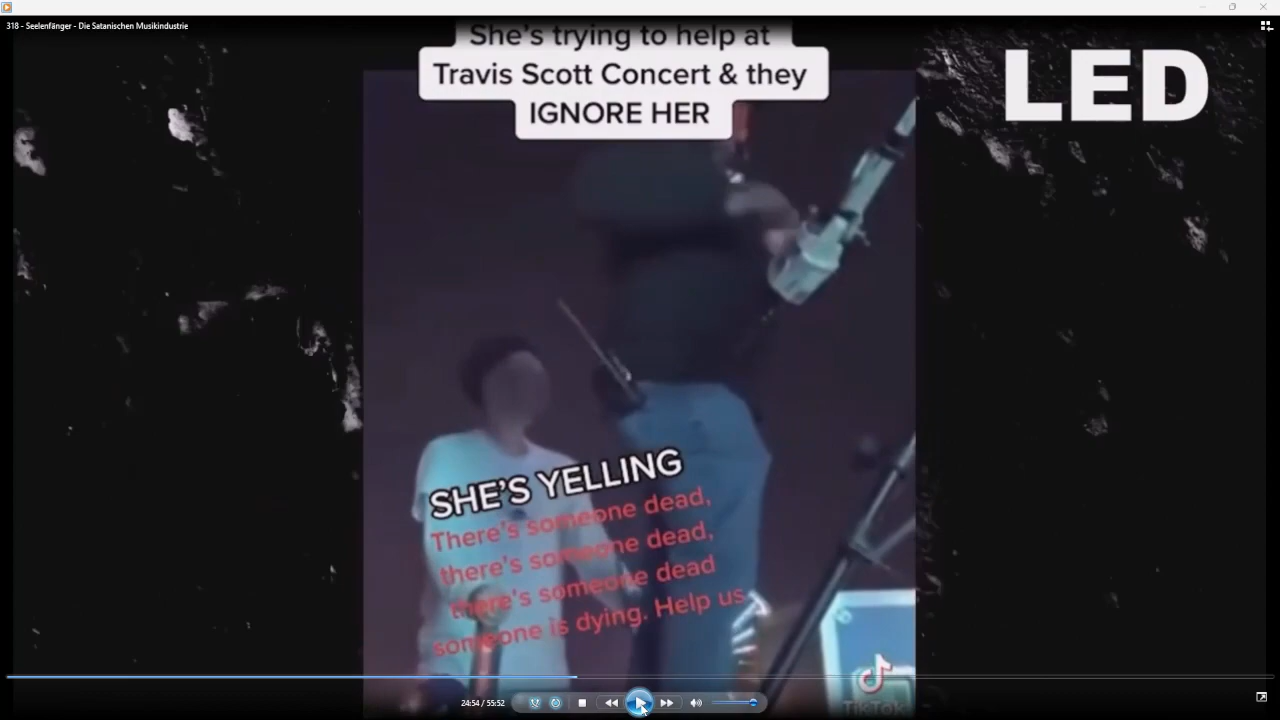 318 - Seelenfänger - Die Satanischen Musikindustrie
She's trying to help at
Travis Scott Concert & they
IGNORE HER
LED
SHE'S YELLING
There's someone dead,
there's someone dead,
there's someone dead
someone is dying. Help us
TikTok
24:54 / 55:52